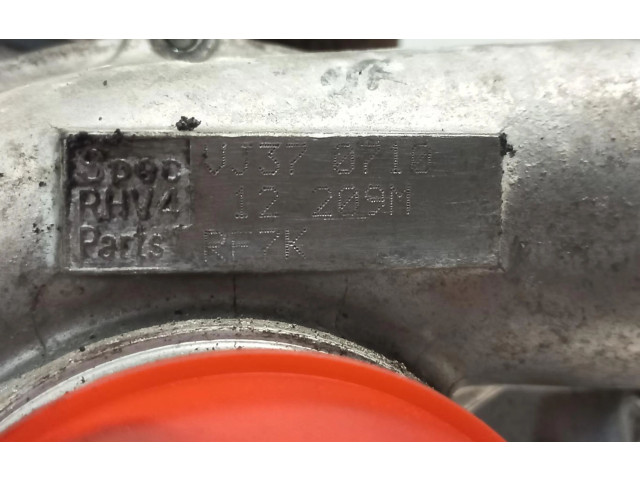 Spec VJ37 0710
RHV4 12 209M
Parts RF7K